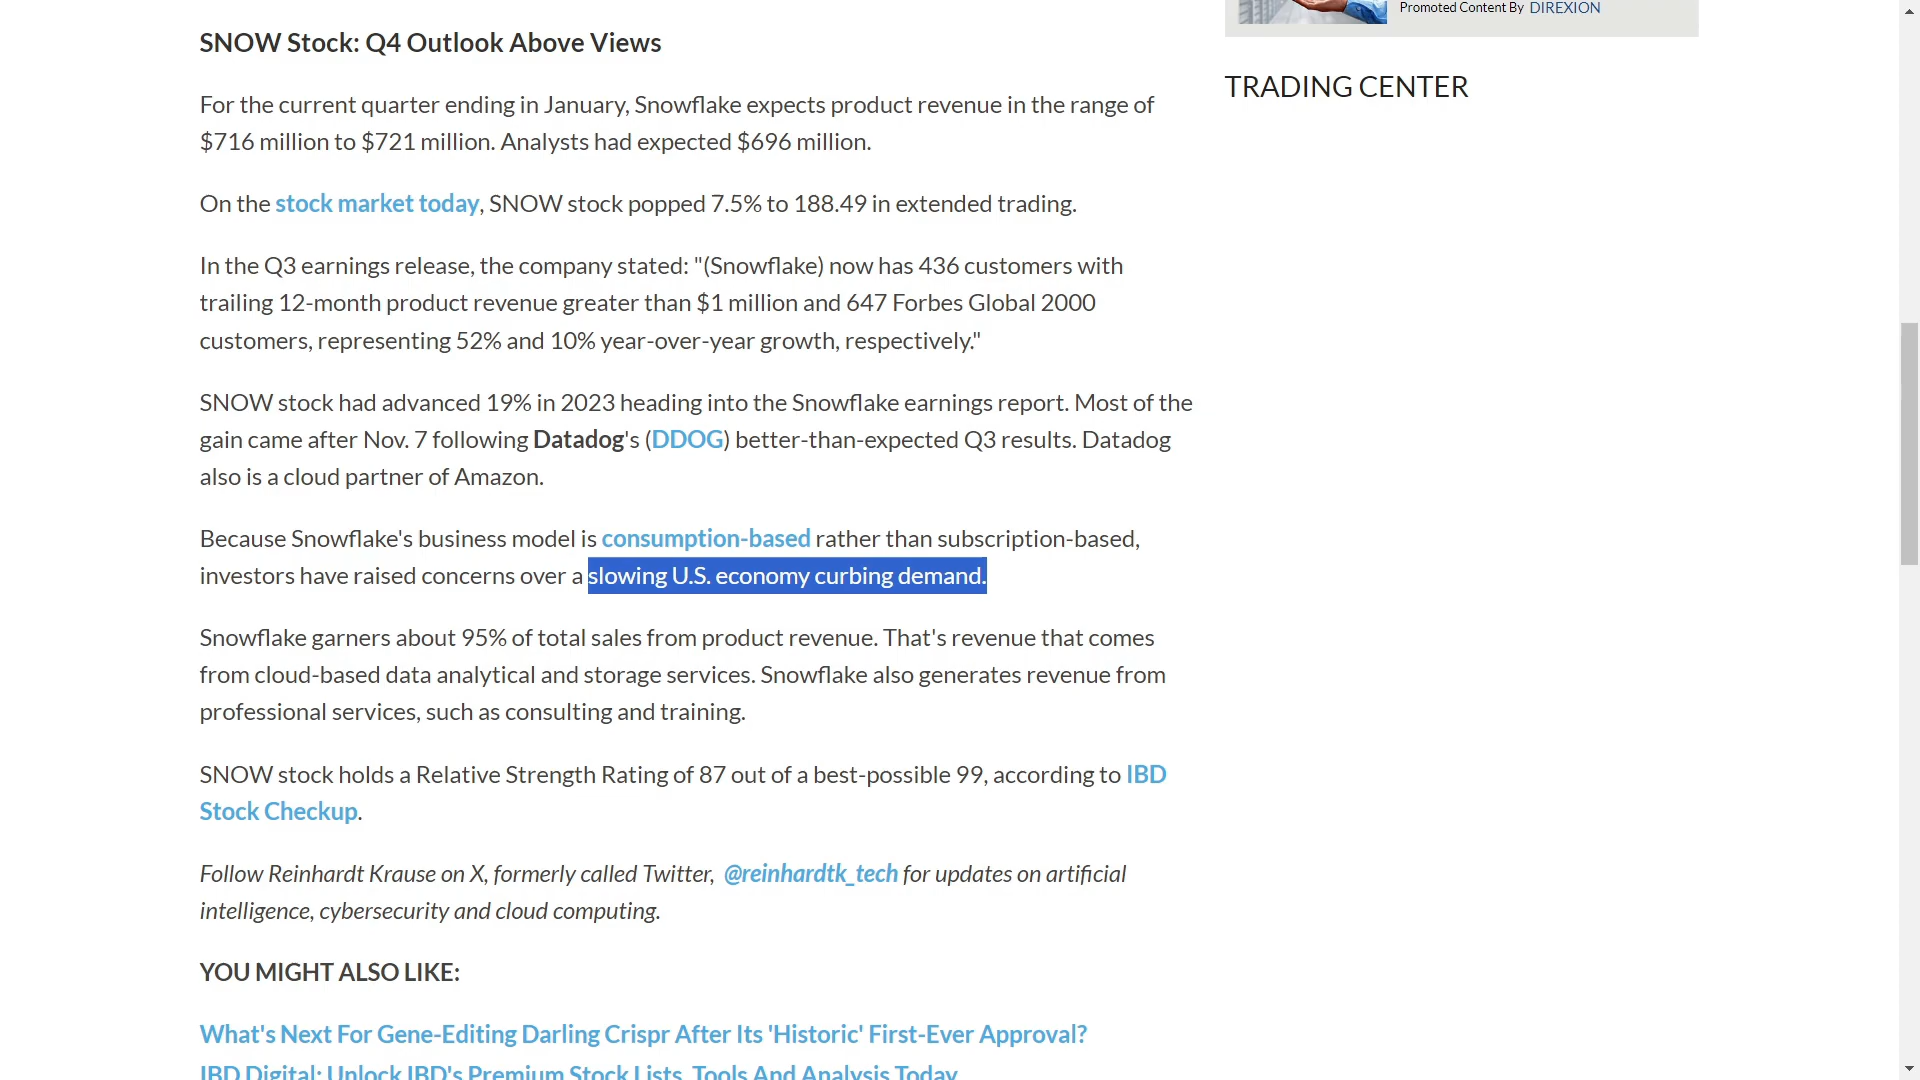 Promoted Content By DIREXION
SNOW Stock: Q4 Outlook Above Views
TRADING CENTER
For the current quarter ending in January, Snowflake expects product revenue in the range of
$716 million to $721 million. Analysts had expected $696 million.
On the stock market today, SNOW stock popped 7.5% to 188.49 in extended trading.
In the Q3 earnings release, the company stated: "(Snowflake) now has 436 customers with
trailing 12-month product revenue greater than $1 million and 647 Forbes Global 2000
customers, representing 52% and 10% year-over-year growth, respectively."
SNOW stock had advanced 19% in 2023 heading into the Snowflake earnings report. Most of the
gain came after Nov. 7 following Datadog's (DDOG) better-than-expected Q3 results. Datadog
also is a cloud partner of Amazon.
Because Snowflake's business model is consumption-based rather than subscription-based,
investors have raised concerns over a slowing U.S. economy curbing demand.
Snowflake garners about 95% of total sales from product revenue. That's revenue that comes
from cloud-based data analytical and storage services. Snowflake also generates revenue from
professional services, such as consulting and training.
SNOW stock holds a Relative Strength Rating of 87 out of a best-possible 99, according to IBD
Stock Checkup.
Follow Reinhardt Krause on X, formerly called Twitter, @reinhardtk_tech for updates on artificial
intelligence, cybersecurity and cloud computing.
YOU MIGHT ALSO LIKE:
What's Next For Gene-Editing Darling Crispr After Its 'Historic' First-Ever Approval?
IBD Digital: Unlock IBD's Premium Stock Lists, Tools And Analysis Today